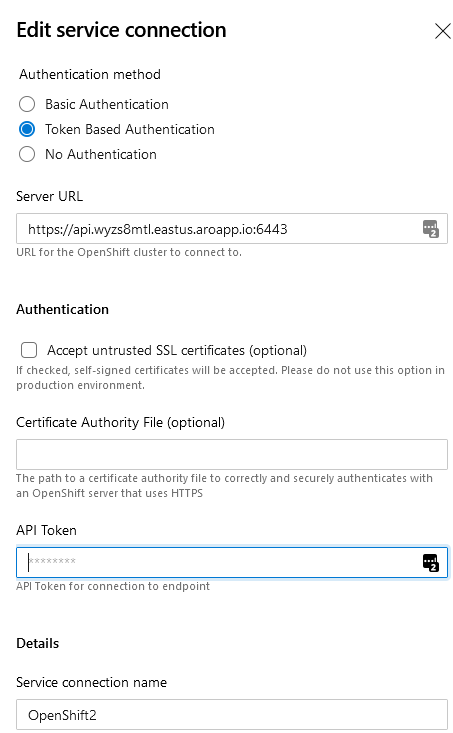 Edit service connection
Authentication method
Basic Authentication
Token Based Authentication
No Authentication
Server URL
https://api.wyzs8mtl.eastus.aroapp.io:6443
2
URL for the OpenShift cluster to connect to.
Authentication
Accept untrusted SSL certificates (optional)
If checked, self-signed certificates will be accepted. Please do not use this option in
production environment.
Certificate Authority File (optional)
The path to a certificate authority file to correctly and securely authenticates with
an OpenShift server that uses HTTPS
API Token
********
2
API Token for connection to endpoint
Details
Service connection name
OpenShift2